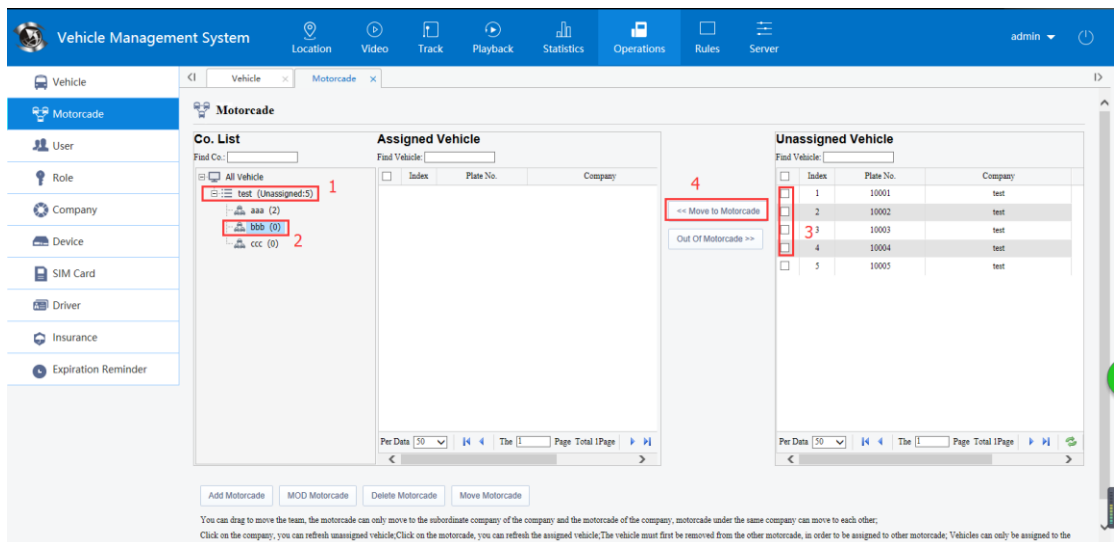 Vehicle Management System
Location Video Track Playback Statistics Operations Rules Server
admin
Vehicle
Motorcade
User
Role
Company
Device
SIM Card
Driver
Insurance
Expiration Reminder
Vehicle × Motorcade ×
Motorcade
Co. List
Find Co.:
All Vehicle
test (Unassigned:5)
1
aaa (2)
bbb (0)
2
ccc (0)
Assigned Vehicle
Find Vehicle:
Index Plate No. Company
Per Data 50 The 1 Page Total 1Page
4
<< Move to Motorcade
Out Of Motorcade >>
Unassigned Vehicle
Find Vehicle:
Index Plate No. Company
1 10001 test
2 10002 test
3 10003 test
3
4 10004 test
5 10005 test
Per Data 50 The 1 Page Total 1Page
Add Motorcade MOD Motorcade Delete Motorcade Move Motorcade
You can drag to move the team, the motorcade can only move to the subordinate company of the company and the motorcade of the company, motorcade under the same company can move to each other;
Click on the company, you can refresh unassigned vehicle;Click on the motorcade, you can refresh the assigned vehicle;The vehicle must first be removed from the other motorcade, in order to be assigned to the other motorcade; Vehicles can only be assigned to the